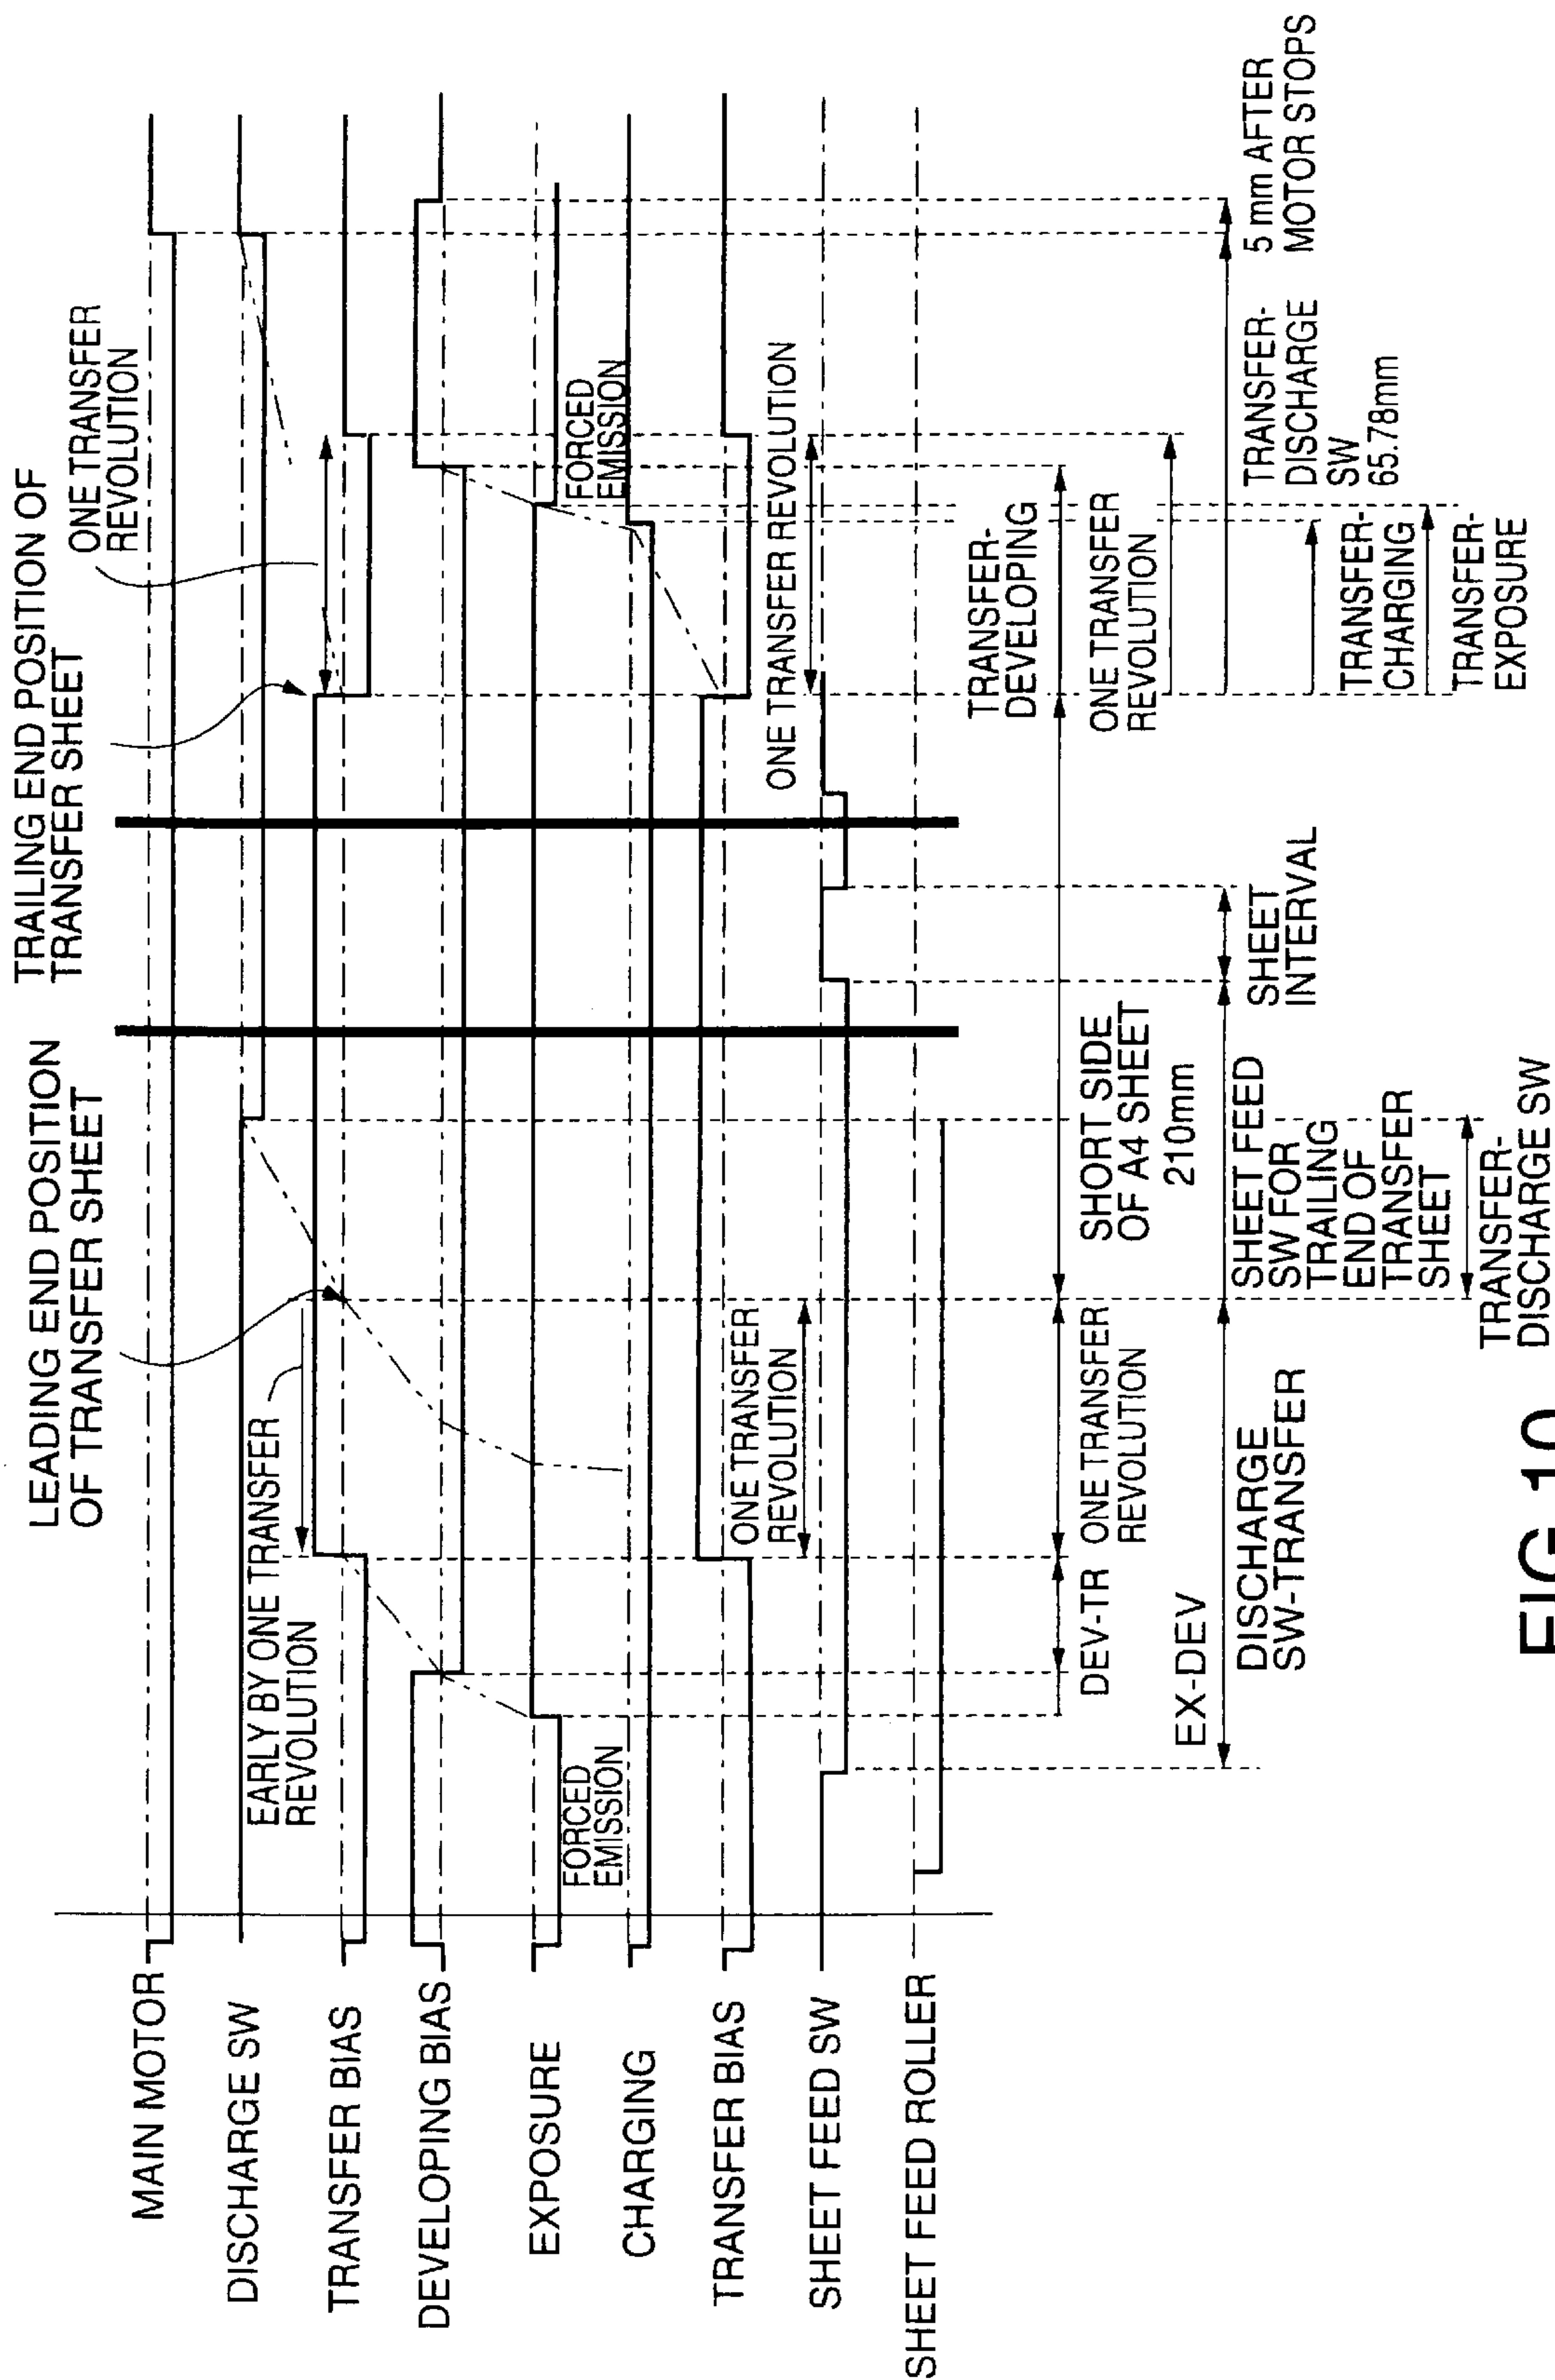 TRAILING END POSITION OF
TRANSFER SHEET
LEADING END POSITION
OF TRANSFER SHEET
ONE TRANSFER
REVOLUTION
EARLY BY ONE TRANSFER
REVOLUTION
MAIN MOTOR
DISCHARGE SW
TRANSFER BIAS
DEVELOPING BIAS
EXPOSURE
CHARGING
TRANSFER BIAS
SHEET FEED SW
SHEET FEED ROLLER
FORCED
EMISSION
FORCED
EMISSION
ONE TRANSFER
REVOLUTION
ONE TRANSFER REVOLUTION
DEV-TR
ONE TRANSFER
REVOLUTION
SHORT SIDE
OF A4 SHEET
210mm
TRANSFER-
DEVELOPING
ONE TRANSFER
REVOLUTION
EX-DEV
DISCHARGE
SW-TRANSFER
SHEET FEED
SW FOR
TRAILING
END OF
TRANSFER
SHEET
SHEET
INTERVAL
TRANSFER-
DISCHARGE
SW
65.78mm
5 mm AFTER
MOTOR STOPS
TRANSFER-
CHARGING
TRANSFER-
EXPOSURE
TRANSFER-
DISCHARGE SW